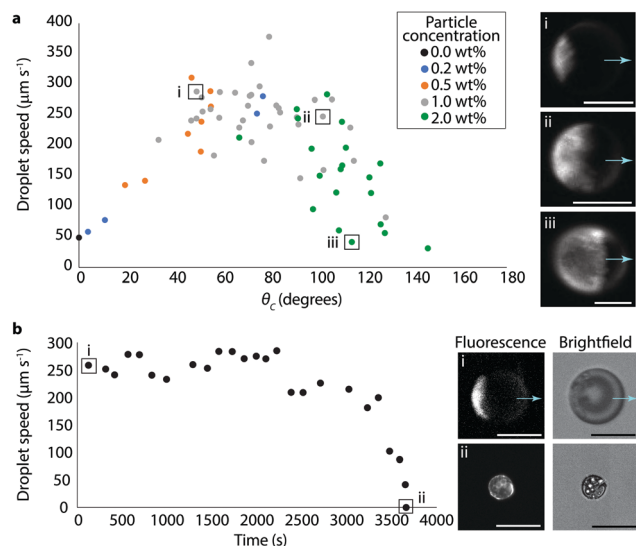 a
Droplet speed (μm s⁻¹)
400
350
300
250
200
150
100
50
0
0 20 40 60 80 100 120 140 160 180
θC (degrees)
i
ii
iii
Particle
concentration
0.0 wt%
0.2 wt%
0.5 wt%
1.0 wt%
2.0 wt%
i
ii
iii
b
Droplet speed (μm s⁻¹)
300
250
200
150
100
50
0
0 500 1000 1500 2000 2500 3000 3500 4000
Time (s)
i
ii
Fluorescence Brightfield
i
ii